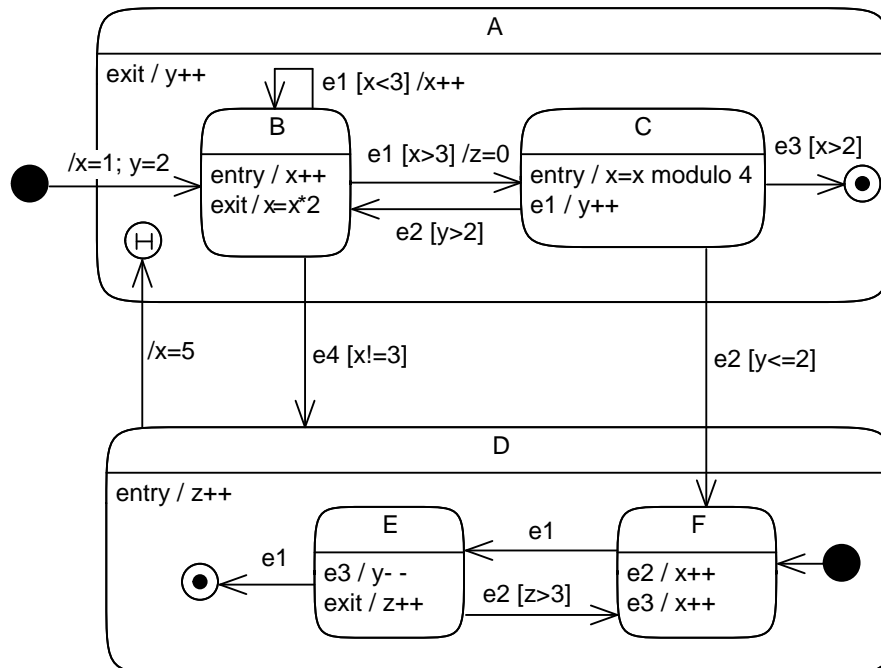 A
exit / y++
e1 [x<3] /x++
B
C
/x=1; y=2
entry / x++
exit / x=x*2
e1 [x>3] /z=0
e2 [y>2]
entry / x=x modulo 4
e1 / y++
e3 [x>2]
H
/x=5
e4 [x!=3]
e2 [y<=2]
D
entry / z++
E
F
e1
e1
e3 / y- -
exit / z++
e2 [z>3]
e2 / x++
e3 / x++